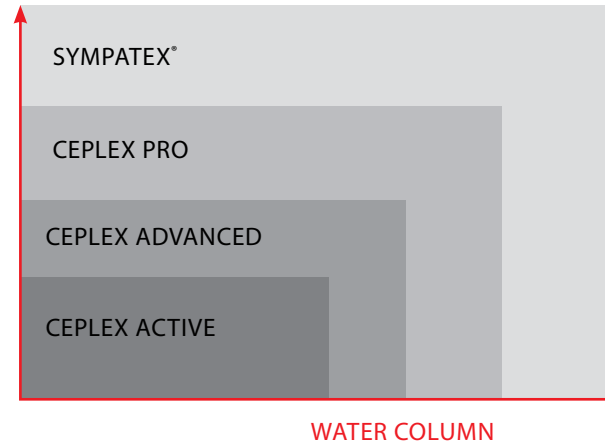 SYMPATEX®
CEPLEX PRO
CEPLEX ADVANCED
CEPLEX ACTIVE
WATER COLUMN